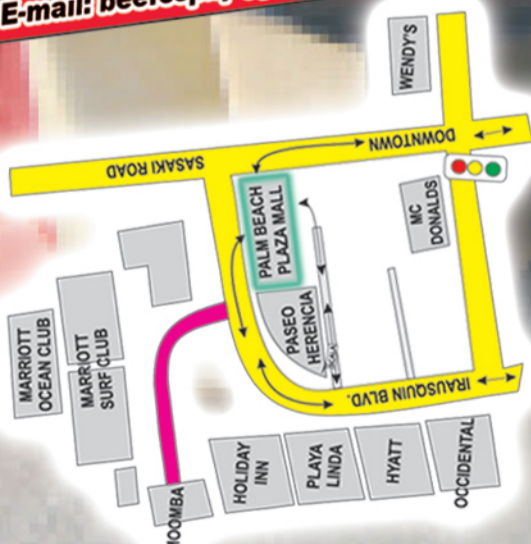 E-mail:
WENDY'S
DOWNTOWN
SASAKI ROAD
PALM BEACH
PLAZA MALL
MC
DONALDS
PASEO
HERENCIA
MARRIOTT
OCEAN CLUB
MARRIOTT
SURF CLUB
IRAUSQUIN BLVD.
HOLIDAY
INN
PLAYA
LINDA
HYATT
OCCIDENTAL
MOOMBA